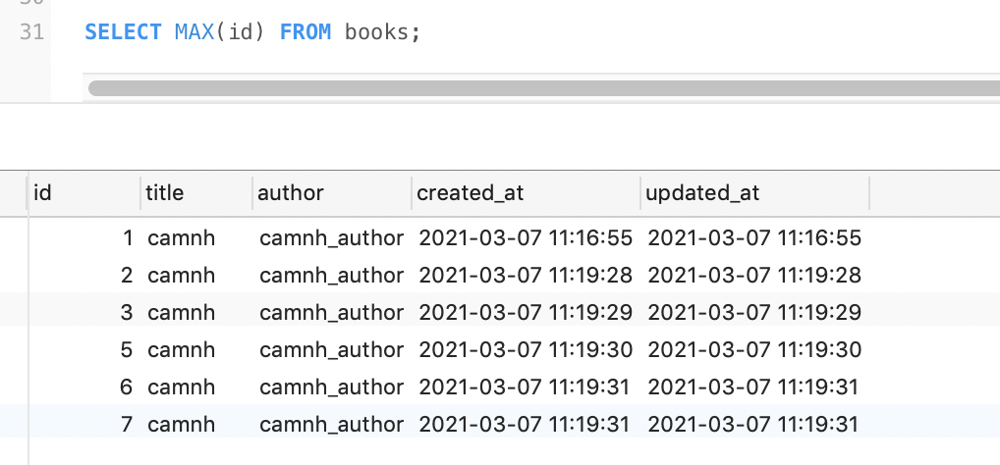 31 SELECT MAX(id) FROM books;
id title author created_at updated_at
1 camnh camnh_author 2021-03-07 11:16:55 2021-03-07 11:16:55
2 camnh camnh_author 2021-03-07 11:19:28 2021-03-07 11:19:28
3 camnh camnh_author 2021-03-07 11:19:29 2021-03-07 11:19:29
5 camnh camnh_author 2021-03-07 11:19:30 2021-03-07 11:19:30
6 camnh camnh_author 2021-03-07 11:19:31 2021-03-07 11:19:31
7 camnh camnh_author 2021-03-07 11:19:31 2021-03-07 11:19:31